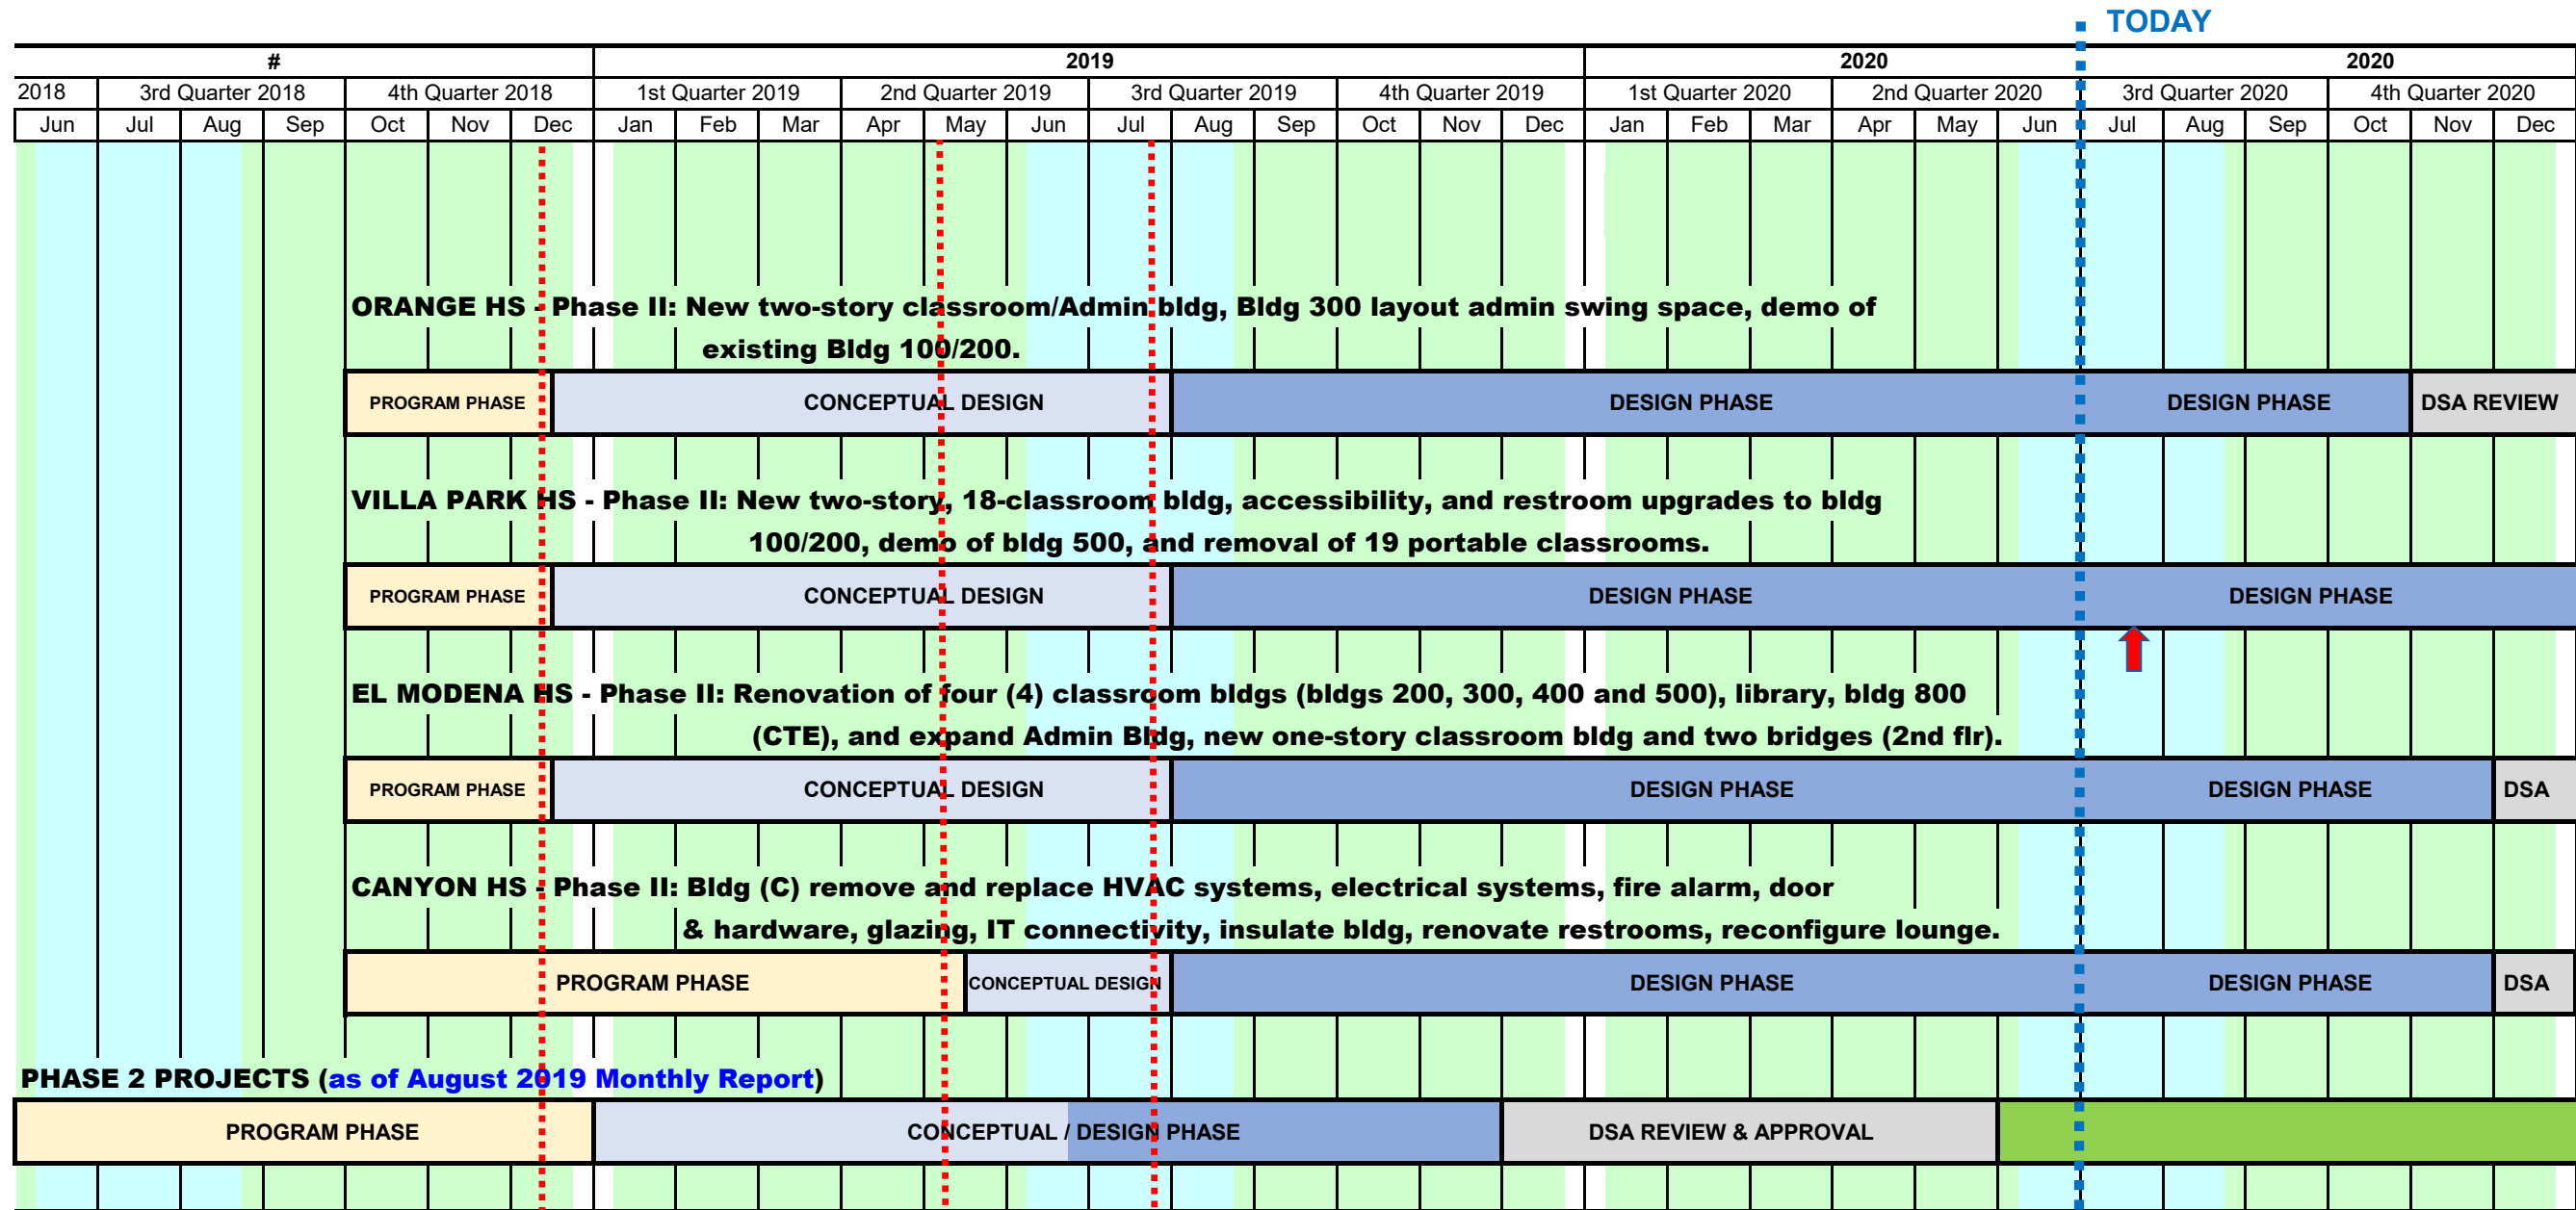 TODAY
# 2019 2020 2020
2018 3rd Quarter 2018 4th Quarter 2018 1st Quarter 2019 2nd Quarter 2019 3rd Quarter 2019 4th Quarter 2019 1st Quarter 2020 2nd Quarter 2020 3rd Quarter 2020 4th Quarter 2020
Jun Jul Aug Sep Oct Nov Dec Jan Feb Mar Apr May Jun Jul Aug Sep Oct Nov Dec Jan Feb Mar Apr May Jun Jul Aug Sep Oct Nov Dec
ORANGE HS - Phase II: New two-story classroom/Admin bldg, Bldg 300 layout admin swing space, demo of
existing Bldg 100/200.
PROGRAM PHASE CONCEPTUAL DESIGN DESIGN PHASE DESIGN PHASE DSA REVIEW
VILLA PARK HS - Phase II: New two-story, 18-classroom bldg, accessibility, and restroom upgrades to bldg
100/200, demo of bldg 500, and removal of 19 portable classrooms.
PROGRAM PHASE CONCEPTUAL DESIGN DESIGN PHASE DESIGN PHASE
EL MODENA HS - Phase II: Renovation of four (4) classroom bldgs (bldgs 200, 300, 400 and 500), library, bldg 800
(CTE), and expand Admin Bldg, new one-story classroom bldg and two bridges (2nd flr).
PROGRAM PHASE CONCEPTUAL DESIGN DESIGN PHASE DESIGN PHASE DSA
CANYON HS - Phase II: Bldg (C) remove and replace HVAC systems, electrical systems, fire alarm, door
& hardware, glazing, IT connectivity, insulate bldg, renovate restrooms, reconfigure lounge.
PROGRAM PHASE CONCEPTUAL DESIGN DESIGN PHASE DESIGN PHASE DSA
PHASE 2 PROJECTS (as of August 2019 Monthly Report)
PROGRAM PHASE CONCEPTUAL / DESIGN PHASE DSA REVIEW & APPROVAL